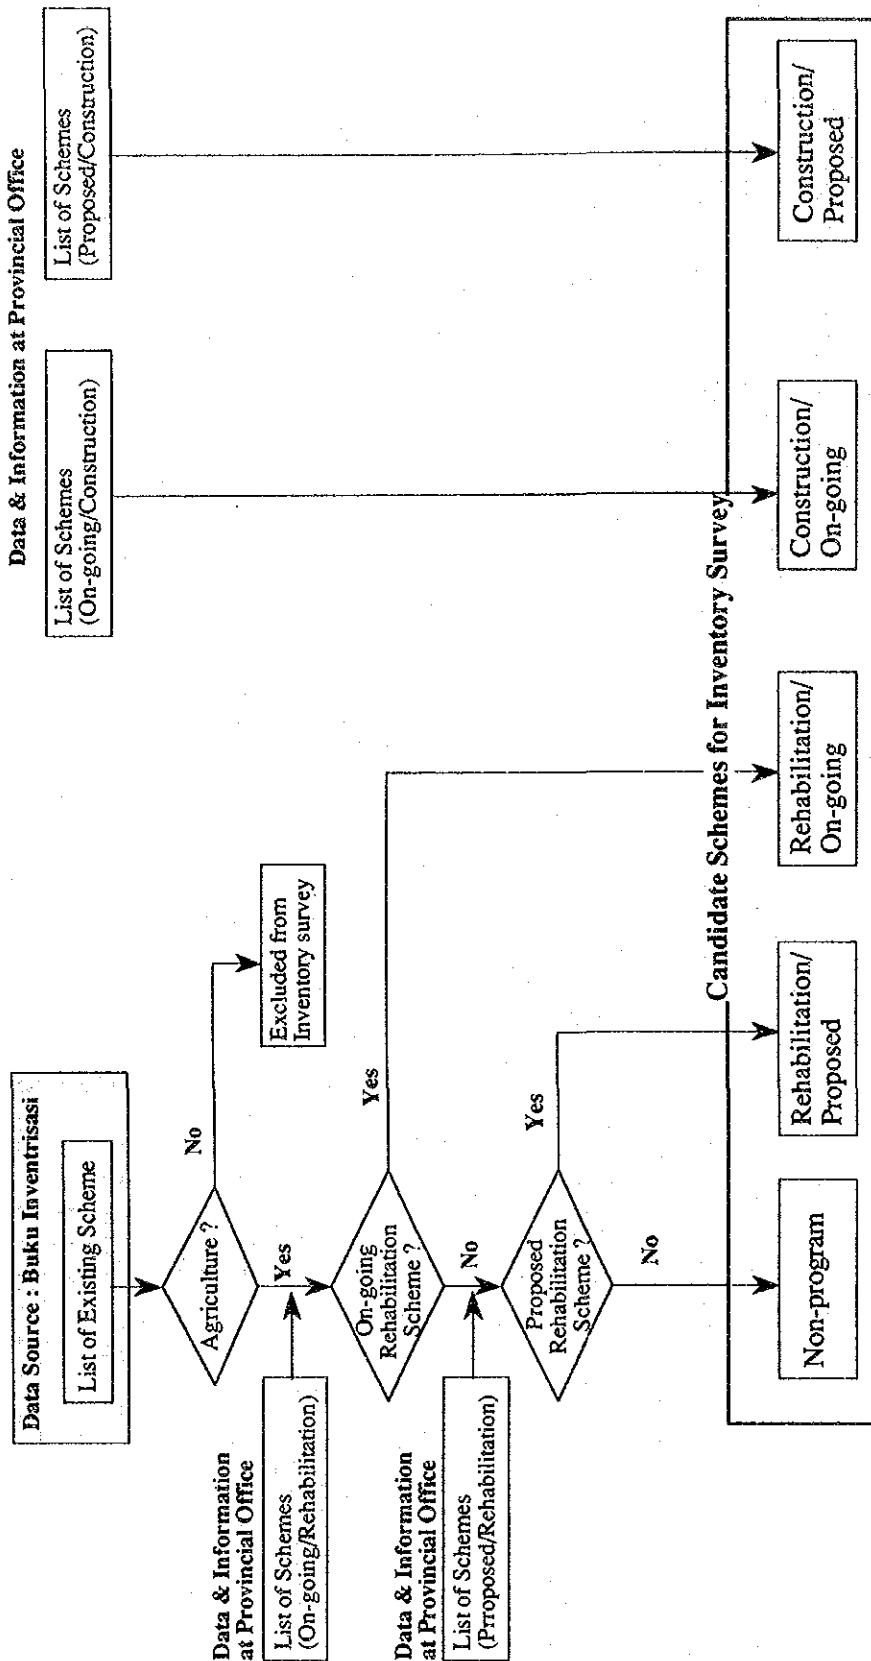 Data Source : Buku Inventrisasi
List of Existing Scheme
Data & Information at Provincial Office
List of Schemes
(On-going/Construction)
List of Schemes
(Proposed/Construction)
Agriculture ?
No
Excluded from
Inventory survey
Yes
Data & Information
at Provincial Office
List of Schemes
(On-going/Rehabilitation)
On-going
Rehabilitation
Scheme ?
Yes
No
Data & Information
at Provincial Office
List of Schemes
(Prroposed/Rehabilitation)
Proposed
Rehabilitation
Scheme ?
Yes
No
Candidate Schemes for Inventory Survey
Non-program
Rehabilitation/
Proposed
Rehabilitation/
On-going
Construction/
On-going
Construction/
Proposed